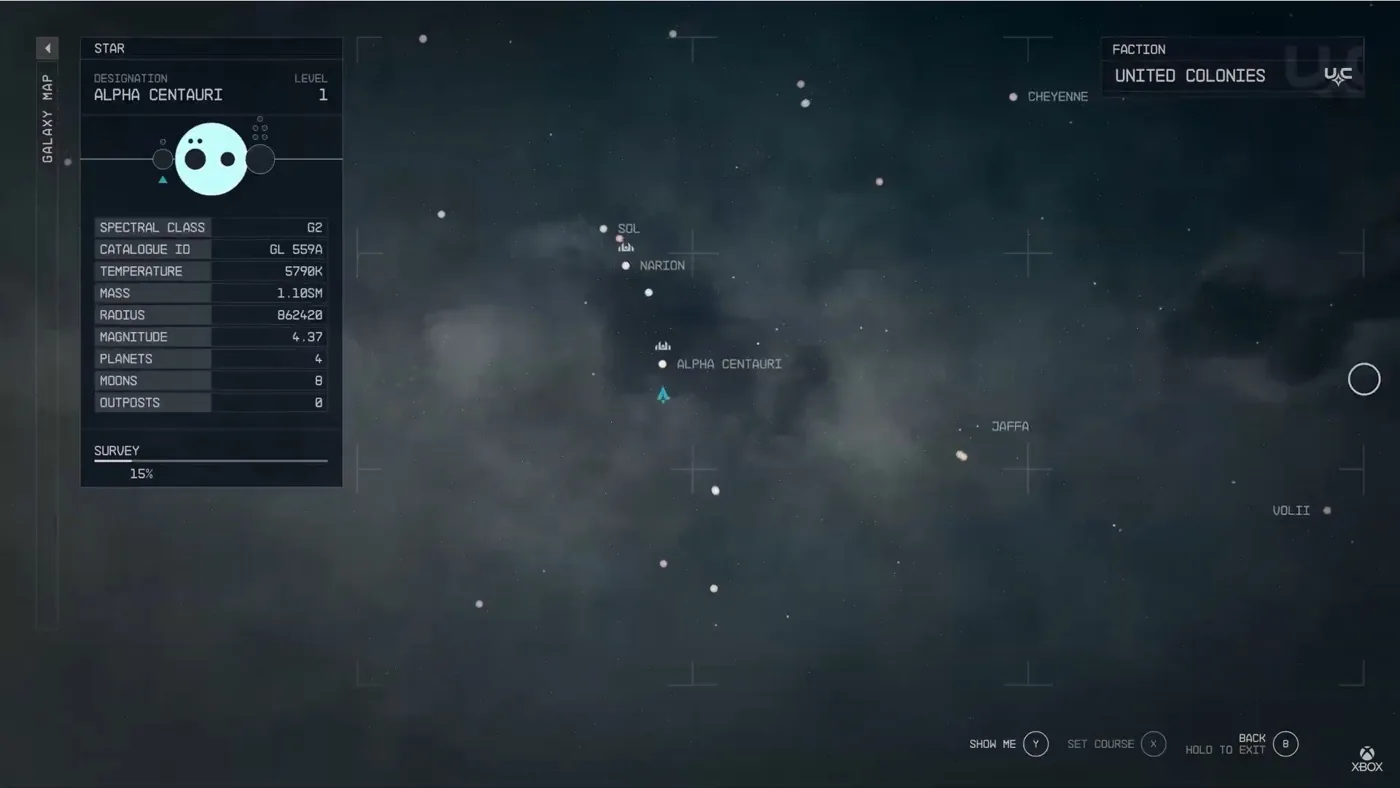 GALAXY MAP
STAR
DESIGNATION LEVEL
ALPHA CENTAURI 1
SPECTRAL CLASS G2
CATALOGUE ID GL 559A
TEMPERATURE 5790K
MASS 1.10SM
RADIUS 862420
MAGNITUDE 4.37
PLANETS 4
MOONS 8
OUTPOSTS 0
SURVEY
15%
FACTION
UNITED COLONIES UC
CHEYENNE
SOL
NARION
ALPHA CENTAURI
JAFFA
VOLII
SHOW ME Y
SET COURSE X
BACK
HOLD TO EXIT B
XBOX